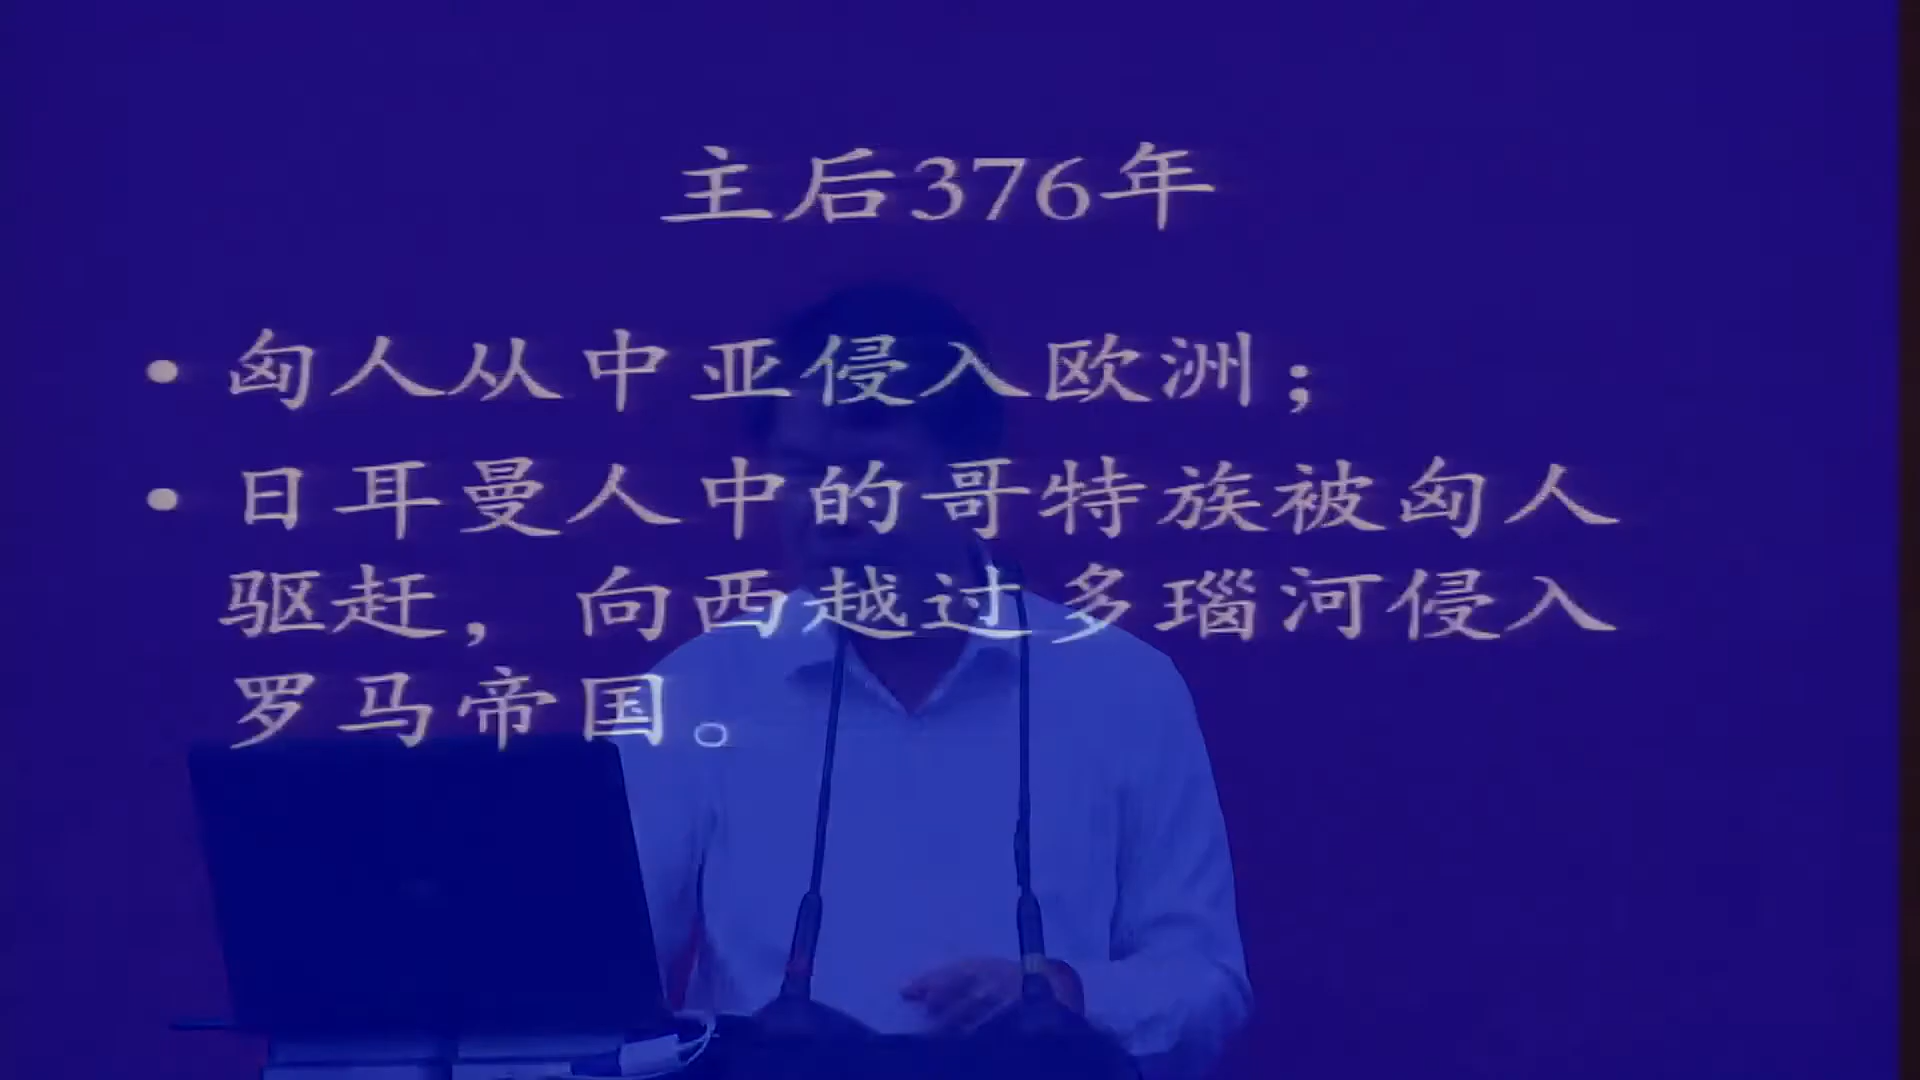 主后376年
• 匈人从中亚侵入欧洲；
• 日耳曼人中的哥特族被匈人
驱赶，向西越过多瑙河侵入
罗马帝国。